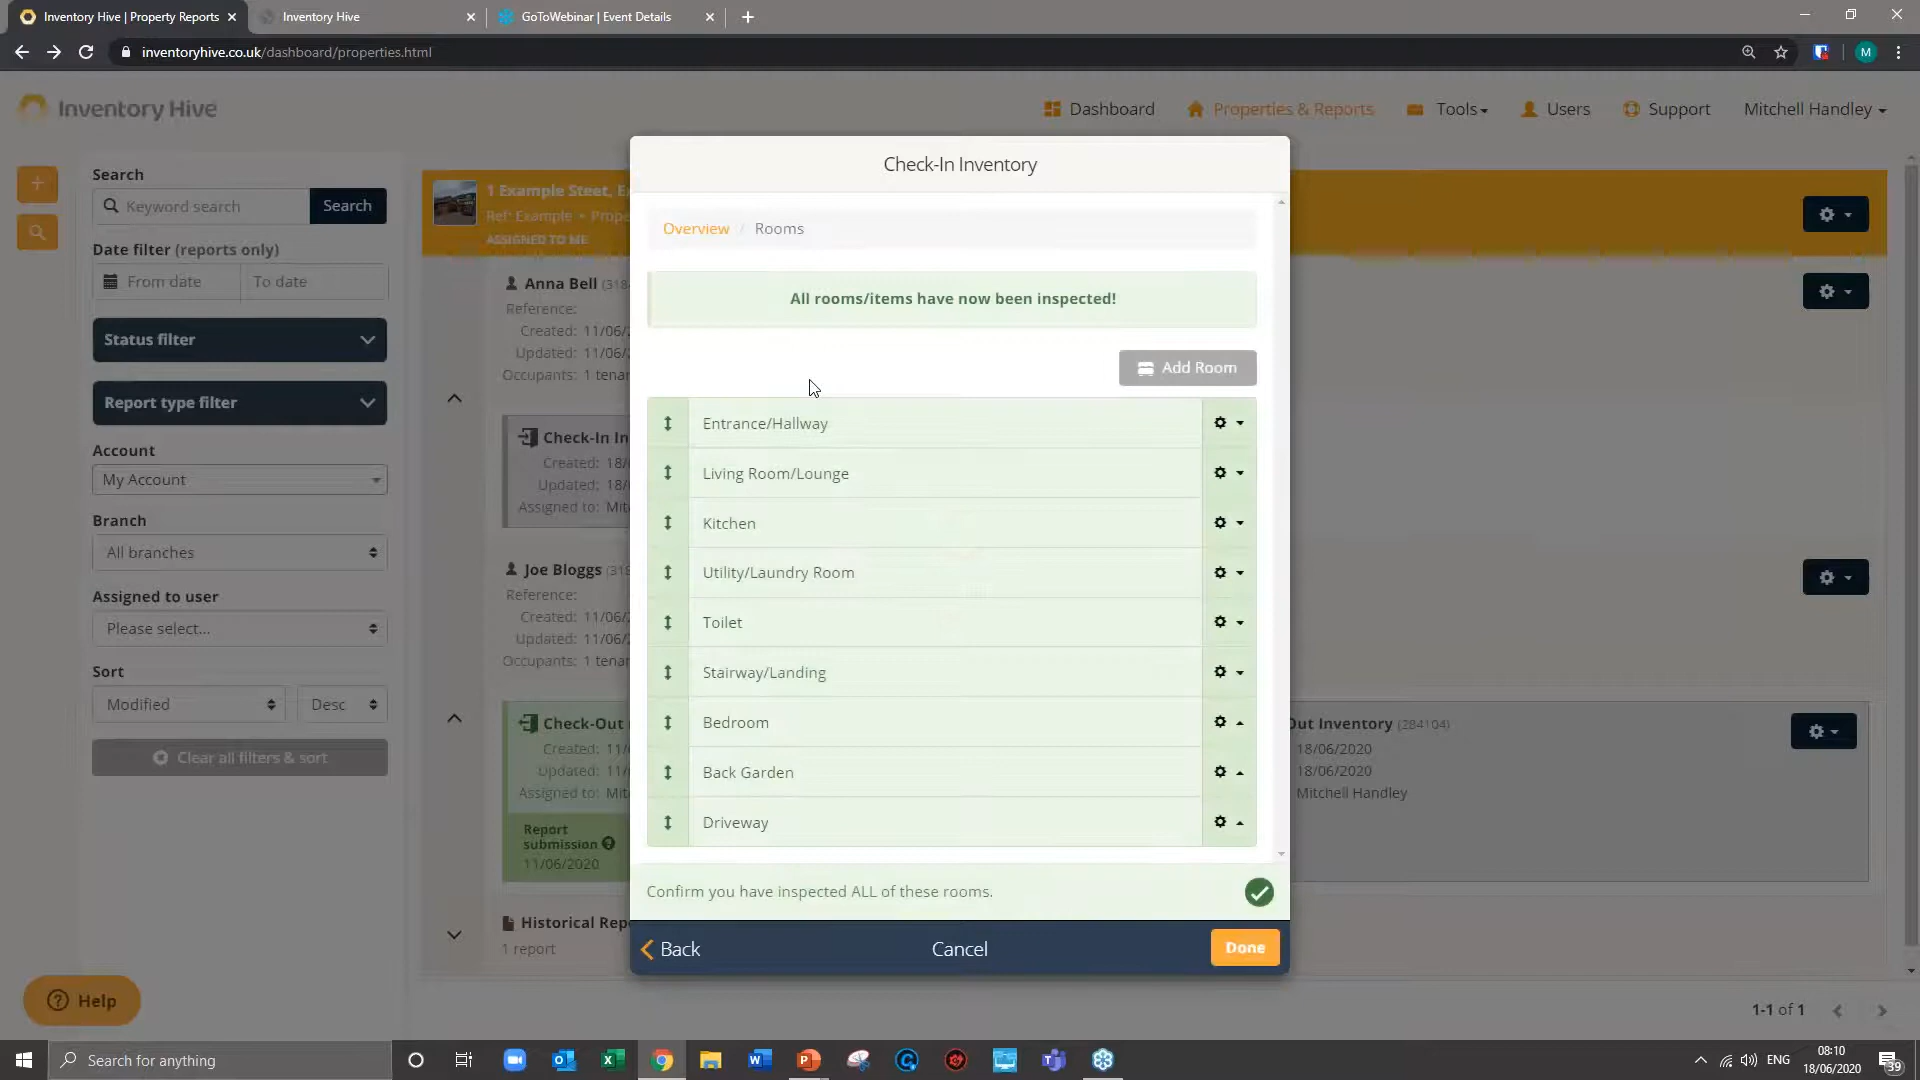 Inventory Hive | Property Reports
Inventory Hive
GoToWebinar | Event Details
inventoryhive.co.uk/dashboard/properties.html
M
Inventory Hive
Dashboard
Properties & Reports
Tools
Users
Support
Mitchell Handley
Search
Keyword search
Search
Date filter (reports only)
From date
To date
Status filter
Report type filter
Account
My Account
Branch
All branches
Assigned to user
Please select...
Sort
Modified
Desc
Clear all filters & sort
Help
1 Example Steet, E
Ref: Example • Prope
ASSIGNED TO ME
Anna Bell (318
Reference:
Created: 11/06/
Updated: 11/06/
Occupants: 1 tenan
Check-In In
Created: 18/
Updated: 18/
Assigned to: Mit
Joe Bloggs (318
Reference:
Created: 11/06/
Updated: 11/06/
Occupants: 1 tenan
Check-Out
Created: 11/
Updated: 11/
Assigned to: Mit
Report
submission
11/06/2020
Historical Rep
1 report
Check-In Inventory
Overview / Rooms
All rooms/items have now been inspected!
Add Room
Entrance/Hallway
Living Room/Lounge
Kitchen
Utility/Laundry Room
Toilet
Stairway/Landing
Bedroom
Back Garden
Driveway
Confirm you have inspected ALL of these rooms.
Back
Cancel
Done
Out Inventory (284104)
18/06/2020
18/06/2020
Mitchell Handley
1-1 of 1
Search for anything
ENG
08:10
18/06/2020
39